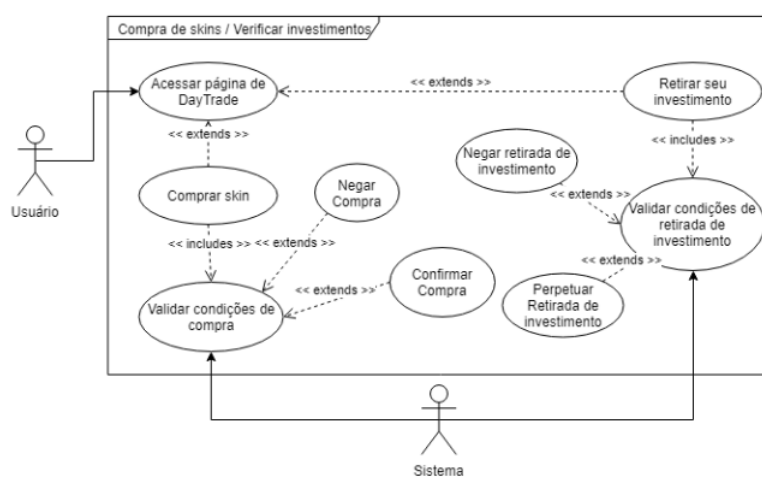 Compra de skins / Verificar investimentos
Acessar página de
DayTrade
<< extends >>
Retirar seu
investimento
<< extends >>
<< includes >>
Negar retirada de
investimento
Usuário
Comprar skin
Negar
Compra
<< extends >>
Validar condições de
retirada de
investimento
<< includes >>
<< extends >>
<< extends >>
Confirmar
Compra
<< extends >>
Perpetuar
Retirada de
investimento
Validar condições de
compra
Sistema